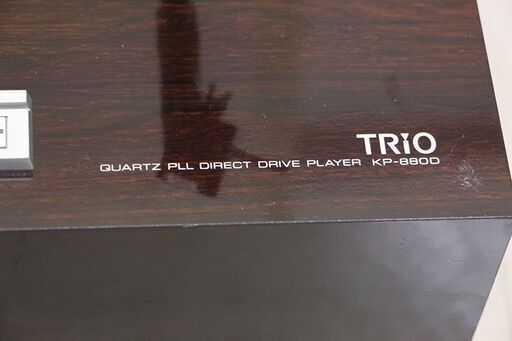 TRIO
QUARTZ PLL DIRECT DRIVE PLAYER KP-880D